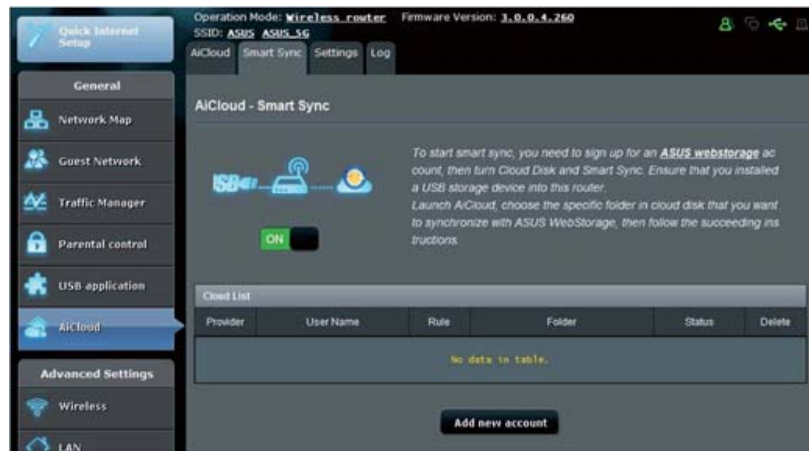 Quick Internet
Setup
Operation Mode: Wireless router Firmware Version: 3.0.0.4.260
SSID: ASUS ASUS_5G
AiCloud Smart Sync Settings Log
General
Network Map
Guest Network
Traffic Manager
Parental control
USB application
AiCloud
Advanced Settings
Wireless
LAN
AiCloud - Smart Sync
USB
ON
To start smart sync, you need to sign up for an ASUS webstorage ac
count, then turn Cloud Disk and Smart Sync. Ensure that you installed
a USB storage device into this router.
Launch AiCloud, choose the specific folder in cloud disk that you want
to synchronize with ASUS WebStorage, then follow the succeeding ins
tructions.
Cloud List
Provider User Name Rule Folder Status Delete
No data in table.
Add new account